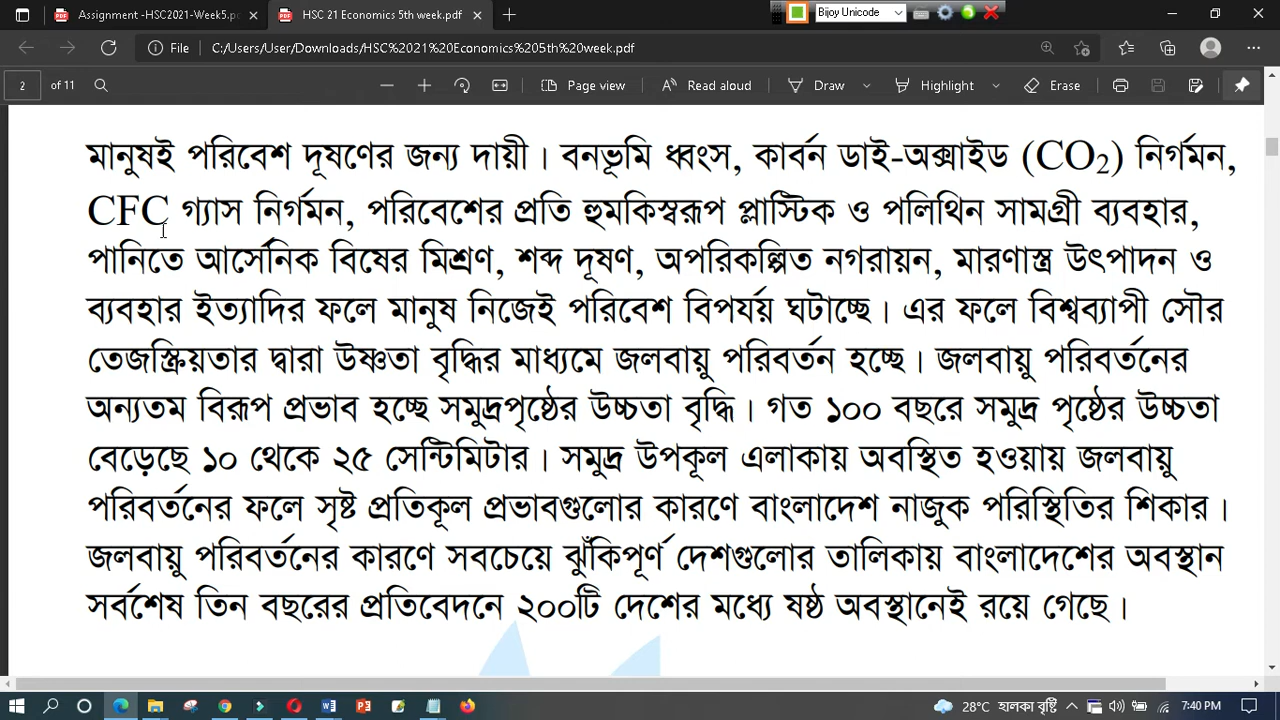 Assignment -HSC2021-Week5.pc
HSC 21 Economics 5th week.pdf
Bijoy Unicode
File C:/Users/User/Downloads/HSC%2021%20Economics%205th%20week.pdf
2 of 11 Page view Read aloud Draw Highlight Erase
মানুষই পরিবেশ দূষণের জন্য দায়ী। বনভূমি ধ্বংস, কার্বন ডাই-অক্সাইড (CO2) নির্গমন,
CFC গ্যাস নির্গমন, পরিবেশের প্রতি হুমকিস্বরূপ প্লাস্টিক ও পলিথিন সামগ্রী ব্যবহার,
পানিতে আর্সেনিক বিষের মিশ্রণ, শব্দ দূষণ, অপরিকল্পিত নগরায়ন, মারণাস্ত্র উৎপাদন ও
ব্যবহার ইত্যাদির ফলে মানুষ নিজেই পরিবেশ বিপর্যয় ঘটাচ্ছে। এর ফলে বিশ্বব্যাপী সৌর
তেজস্ক্রিয়তার দ্বারা উষ্ণতা বৃদ্ধির মাধ্যমে জলবায়ু পরিবর্তন হচ্ছে। জলবায়ু পরিবর্তনের
অন্যতম বিরূপ প্রভাব হচ্ছে সমুদ্রপৃষ্ঠের উচ্চতা বৃদ্ধি। গত ১০০ বছরে সমুদ্র পৃষ্ঠের উচ্চতা
বেড়েছে ১০ থেকে ২৫ সেন্টিমিটার। সমুদ্র উপকূল এলাকায় অবস্থিত হওয়ায় জলবায়ু
পরিবর্তনের ফলে সৃষ্ট প্রতিকূল প্রভাবগুলোর কারণে বাংলাদেশ নাজুক পরিস্থিতির শিকার।
জলবায়ু পরিবর্তনের কারণে সবচেয়ে ঝুঁকিপূর্ণ দেশগুলোর তালিকায় বাংলাদেশের অবস্থান
সর্বশেষ তিন বছরের প্রতিবেদনে ২০০টি দেশের মধ্যে ষষ্ঠ অবস্থানেই রয়ে গেছে।
28°C হালকা বৃষ্টি 7:40 PM